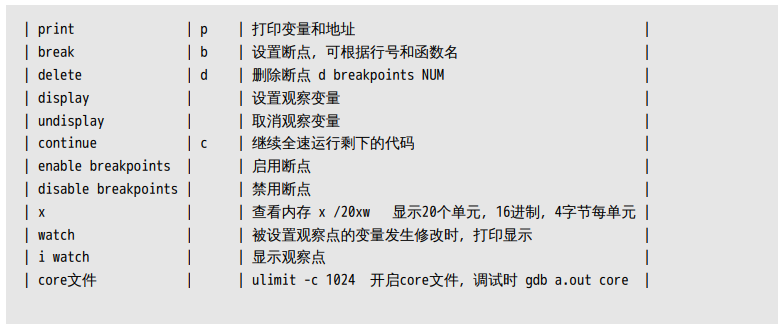 | print | p | 打印变量和地址 |
| break | b | 设置断点, 可根据行号和函数名 |
| delete | d | 删除断点 d breakpoints NUM |
| display | | 设置观察变量 |
| undisplay | | 取消观察变量 |
| continue | c | 继续全速运行剩下的代码 |
| enable breakpoints | | 启用断点 |
| disable breakpoints | | 禁用断点 |
| x | | 查看内存 x /20xw 显示20个单元, 16进制, 4字节每单元 |
| watch | | 被设置观察点的变量发生修改时, 打印显示 |
| i watch | | 显示观察点 |
| core文件 | | ulimit -c 1024 开启core文件, 调试时 gdb a.out core |